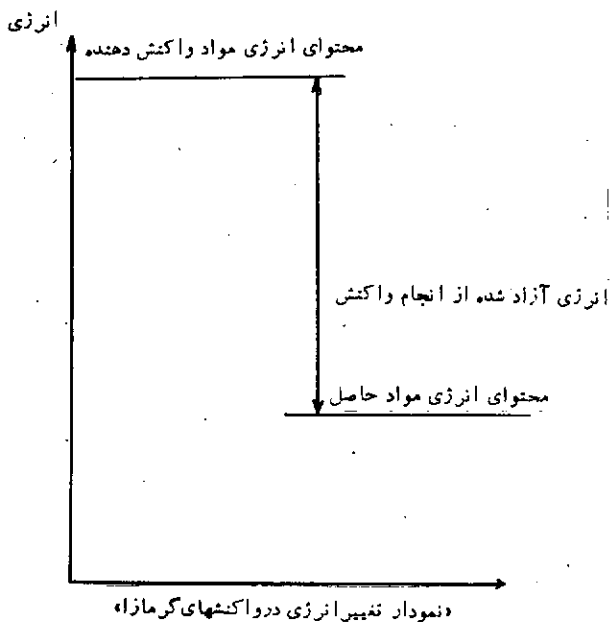 انرژی
محتوای انرژی مواد واکنش دهنده
انرژی آزاد شده از انجام واکنش
محتوای انرژی مواد حاصل
«نمودار تغییر انرژی در واکنشهای گرمازا»